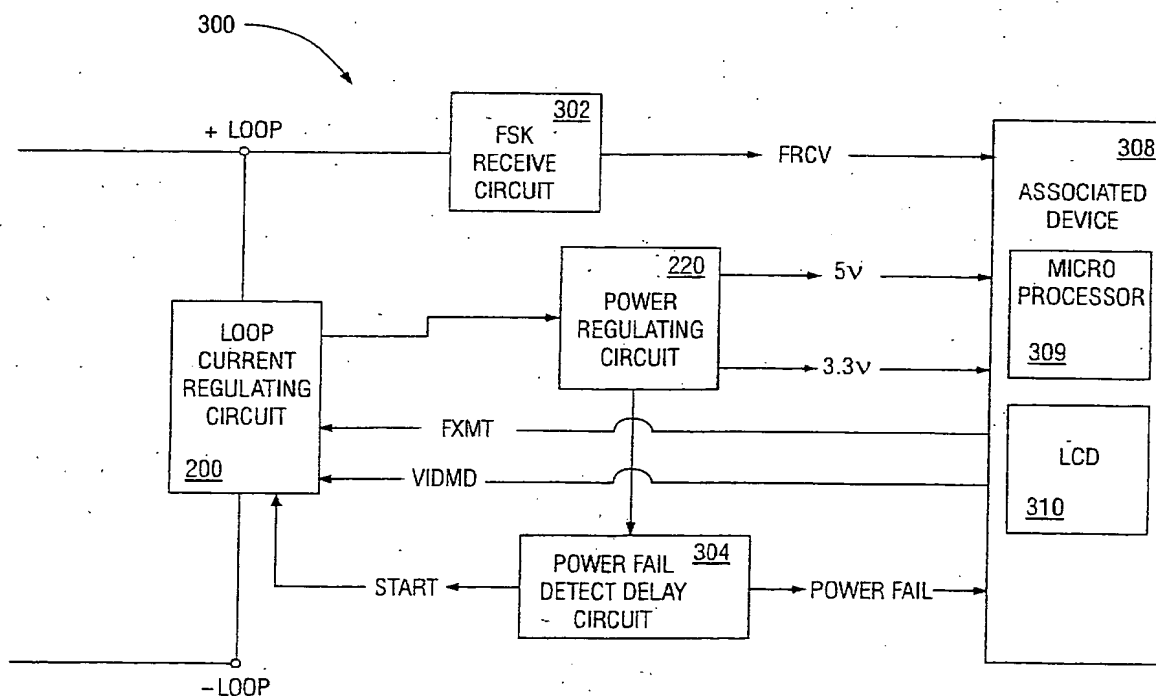 300
+ LOOP
302
FSK
RECEIVE
CIRCUIT
FRCV
308
ASSOCIATED
DEVICE
220
POWER
REGULATING
CIRCUIT
5v
3.3v
MICRO
PROCESSOR
309
LOOP
CURRENT
REGULATING
CIRCUIT
200
FXMT
VIDMD
LCD
310
304
POWER FAIL
DETECT DELAY
CIRCUIT
START
POWER FAIL
-LOOP